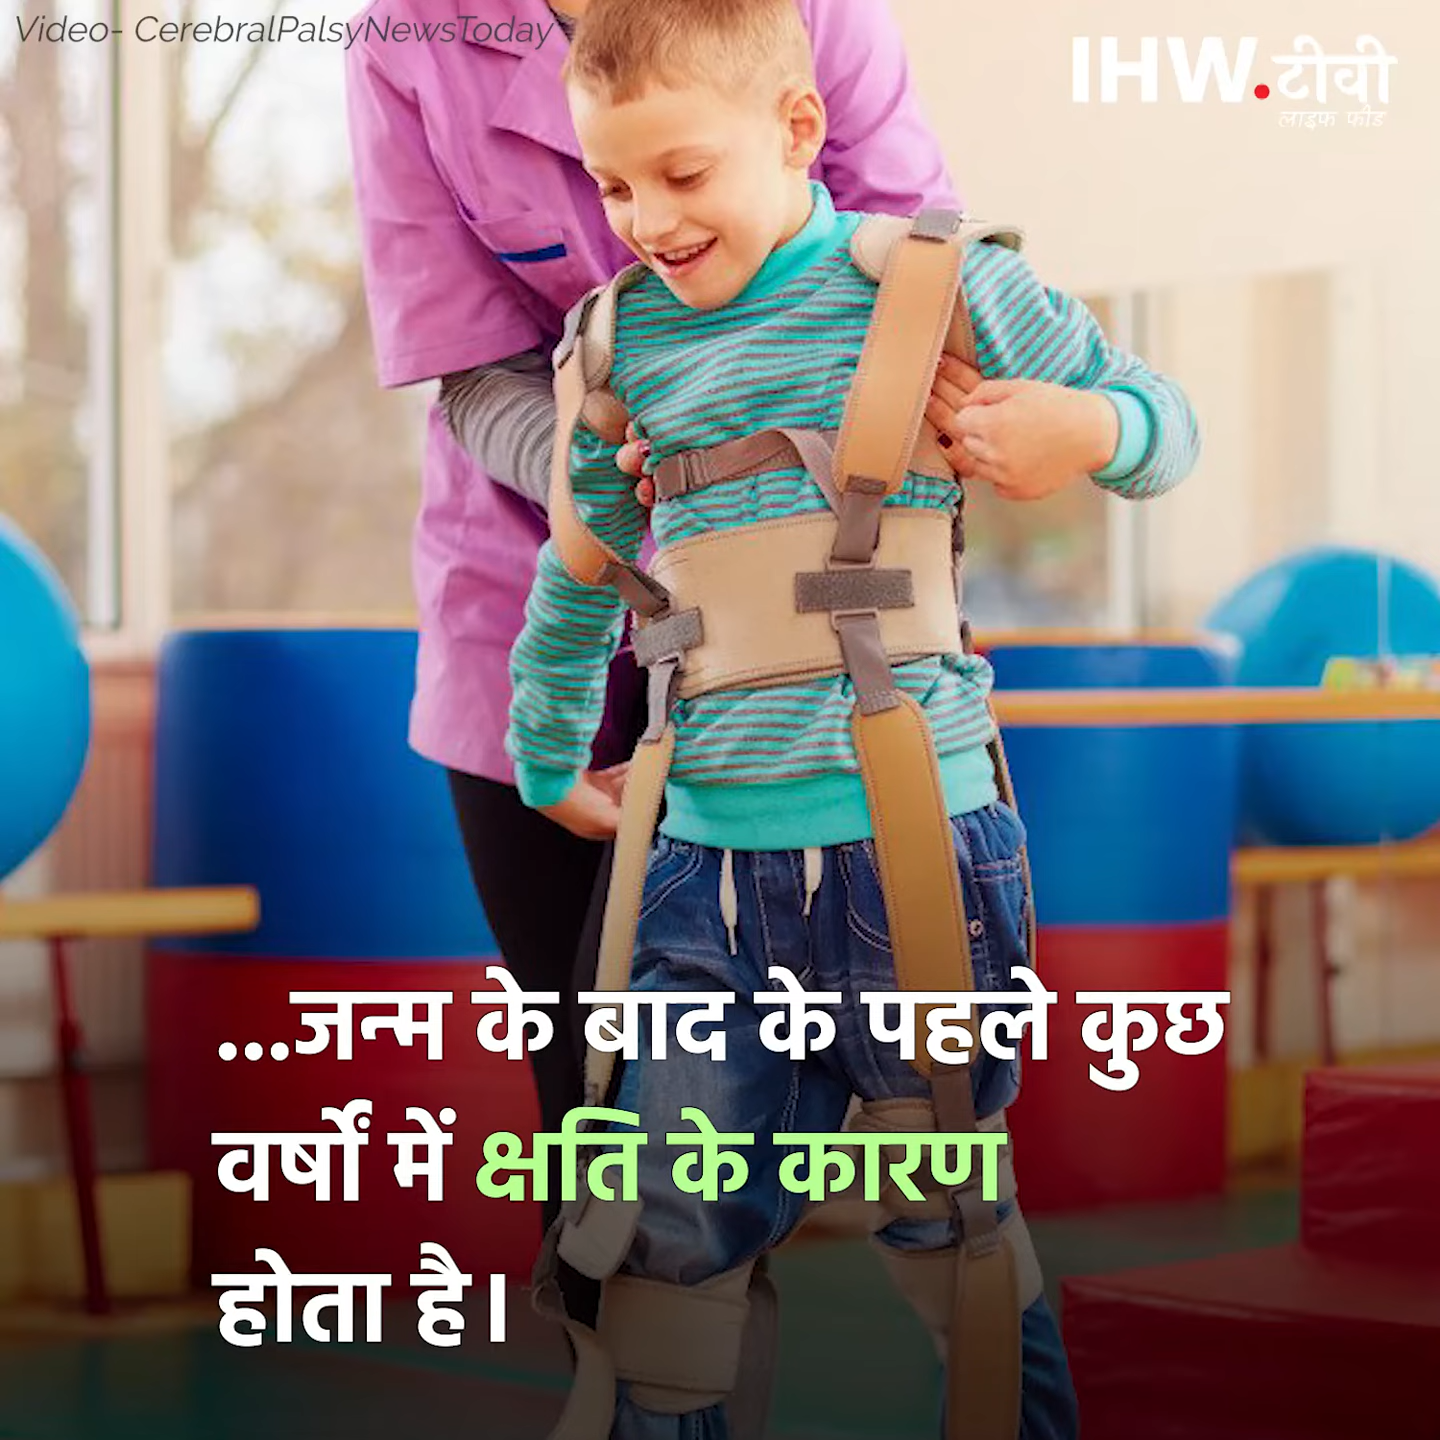 Video- CerebralPalsyNewsToday
IHW.टीवी
लाइफ फीड
...जन्म के बाद के पहले कुछ
वर्षों में क्षति के कारण
होता है।